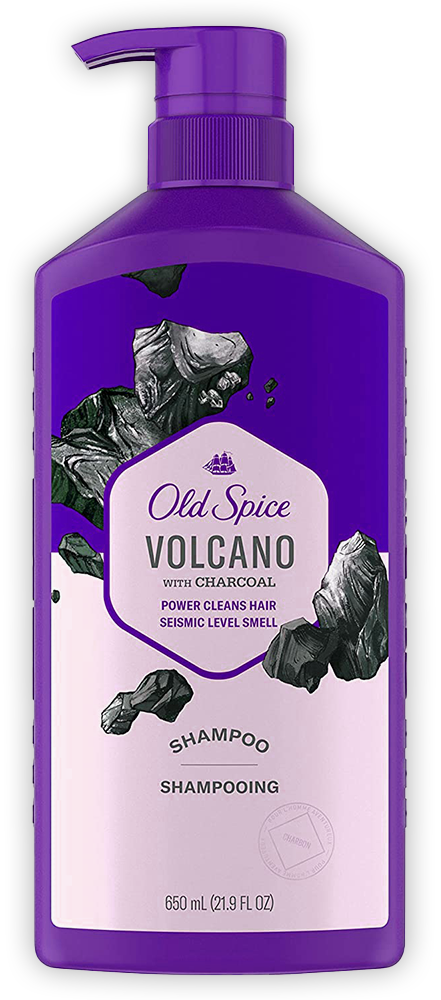 Old Spice
VOLCANO
WITH CHARCOAL
POWER CLEANS HAIR
SEISMIC LEVEL SMELL
SHAMPOO
SHAMPOOING
CHARBON
650 mL (21.9 FL OZ)